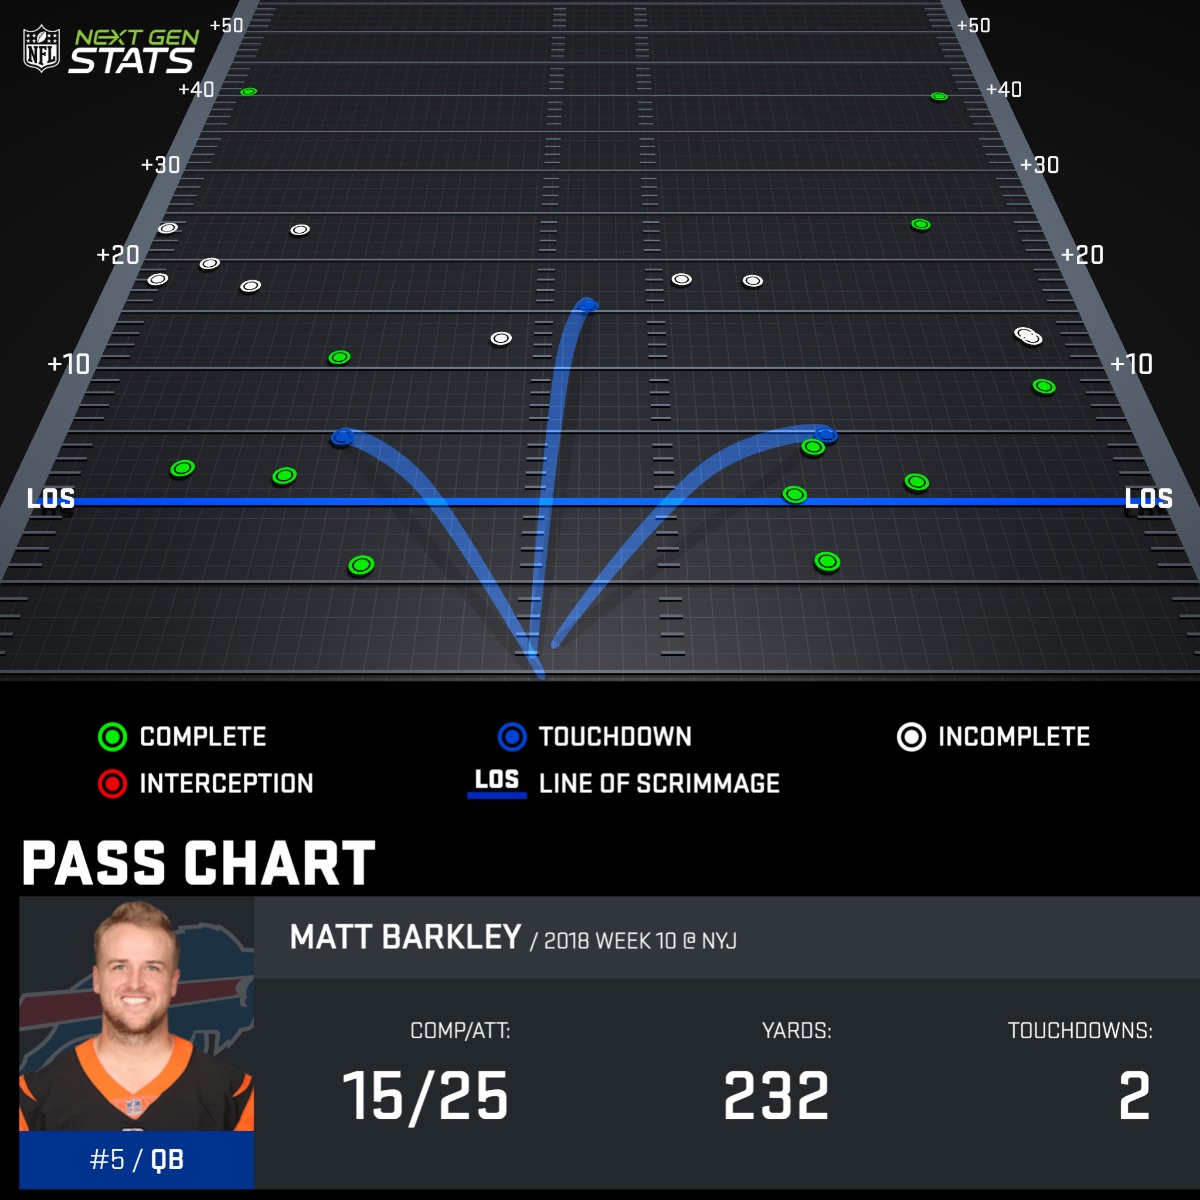 NFL
NEXT GEN
STATS
+50 +50
+40 +40
+30 +30
+20 +20
+10 +10
LOS LOS
COMPLETE TOUCHDOWN INCOMPLETE
INTERCEPTION LOS LINE OF SCRIMMAGE
PASS CHART
MATT BARKLEY / 2018 WEEK 10 @ NYJ
COMP/ATT: YARDS: TOUCHDOWNS:
15/25 232 2
#5 / QB